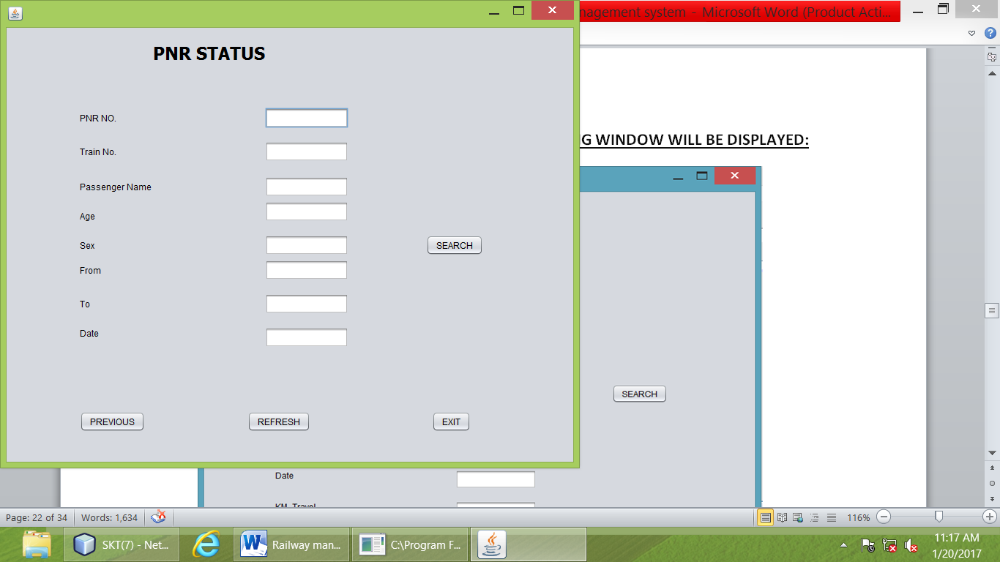 nagement system - Microsoft Word (Product Acti...
PNR STATUS
PNR NO.
Train No.
Passenger Name
Age
Sex
SEARCH
From
To
Date
PREVIOUS
REFRESH
EXIT
G WINDOW WILL BE DISPLAYED:
SEARCH
Date
KM. Travel
Page: 22 of 34
Words: 1,634
116%
SKT(7) - Net...
Railway man...
C:\Program F...
11:17 AM
1/20/2017